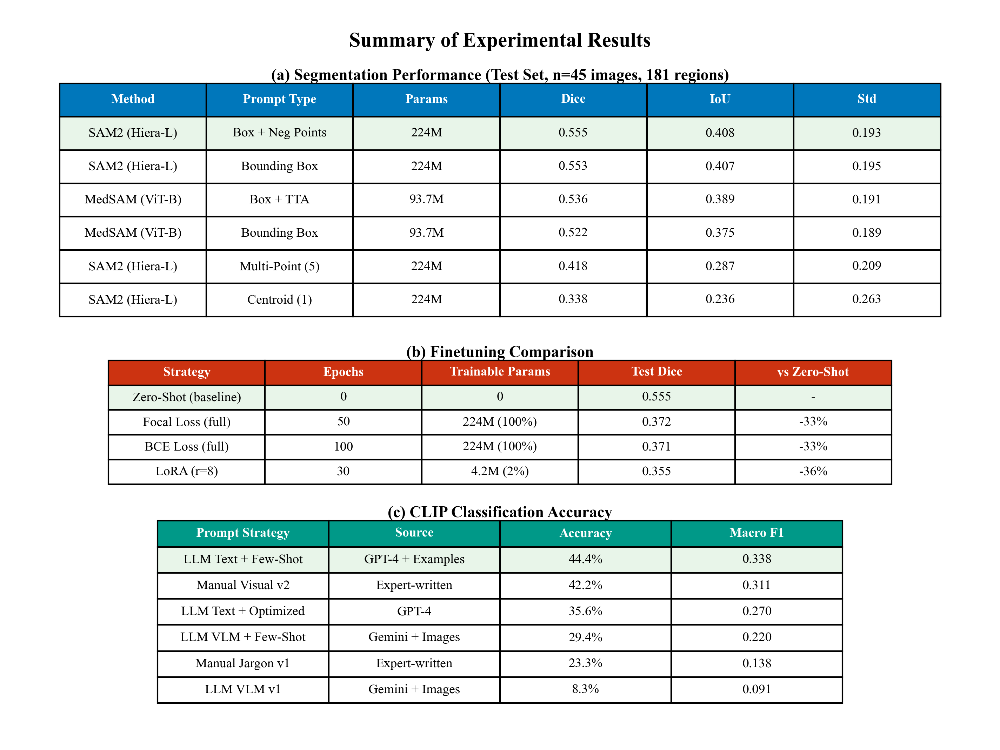 Summary of Experimental Results
(a) Segmentation Performance (Test Set, n=45 images, 181 regions)
Method Prompt Type Params Dice IoU Std
SAM2 (Hiera-L) Box + Neg Points 224M 0.555 0.408 0.193
SAM2 (Hiera-L) Bounding Box 224M 0.553 0.407 0.195
MedSAM (ViT-B) Box + TTA 93.7M 0.536 0.389 0.191
MedSAM (ViT-B) Bounding Box 93.7M 0.522 0.375 0.189
SAM2 (Hiera-L) Multi-Point (5) 224M 0.418 0.287 0.209
SAM2 (Hiera-L) Centroid (1) 224M 0.338 0.236 0.263
(b) Finetuning Comparison
Strategy Epochs Trainable Params Test Dice vs Zero-Shot
Zero-Shot (baseline) 0 0 0.555 -
Focal Loss (full) 50 224M (100%) 0.372 -33%
BCE Loss (full) 100 224M (100%) 0.371 -33%
LoRA (r=8) 30 4.2M (2%) 0.355 -36%
(c) CLIP Classification Accuracy
Prompt Strategy Source Accuracy Macro F1
LLM Text + Few-Shot GPT-4 + Examples 44.4% 0.338
Manual Visual v2 Expert-written 42.2% 0.311
LLM Text + Optimized GPT-4 35.6% 0.270
LLM VLM + Few-Shot Gemini + Images 29.4% 0.220
Manual Jargon v1 Expert-written 23.3% 0.138
LLM VLM v1 Gemini + Images 8.3% 0.091